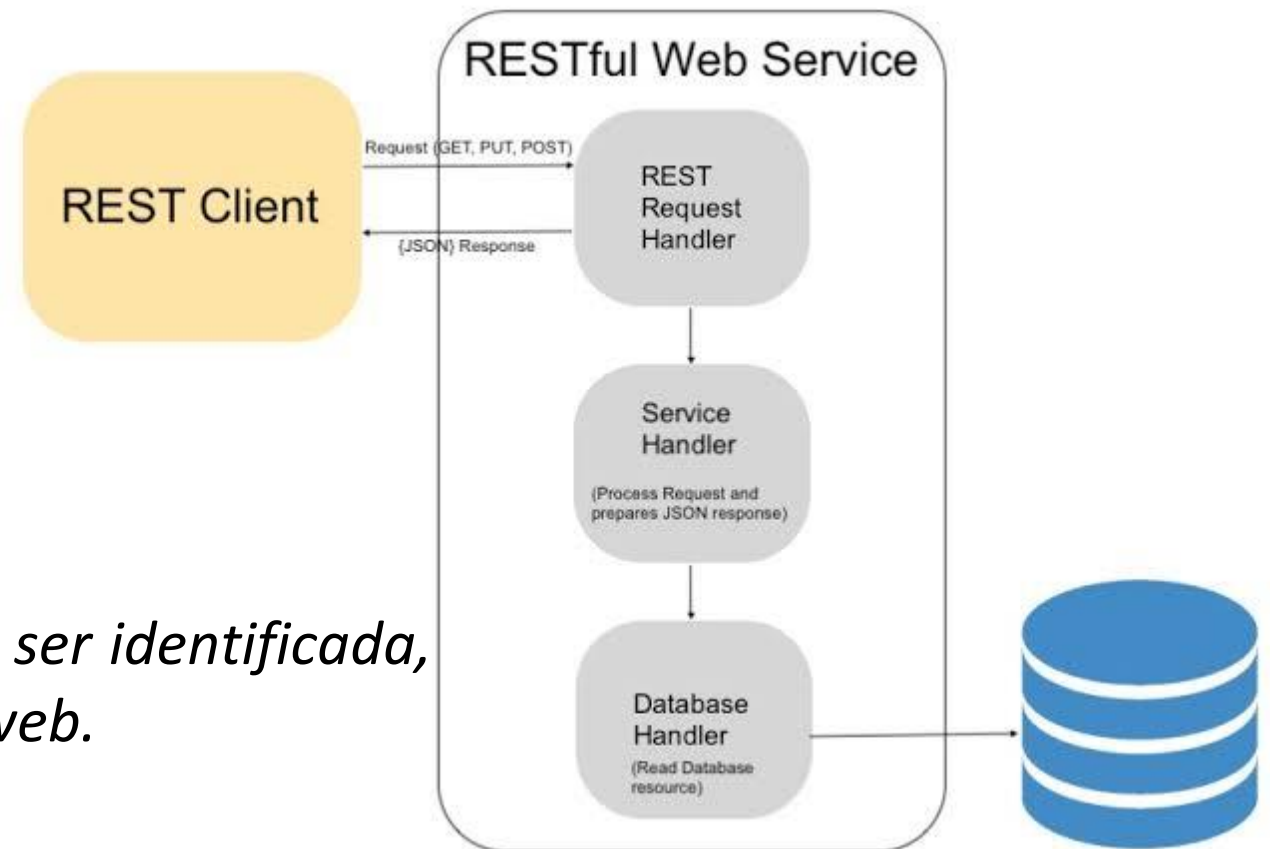 RESTful Web Service
REST Client
Request (GET, PUT, POST)
{JSON} Response
REST
Request
Handler
Service
Handler
(Process Request and
prepares JSON response)
ser identificada,
Database
Handler
(Read Database
resource)